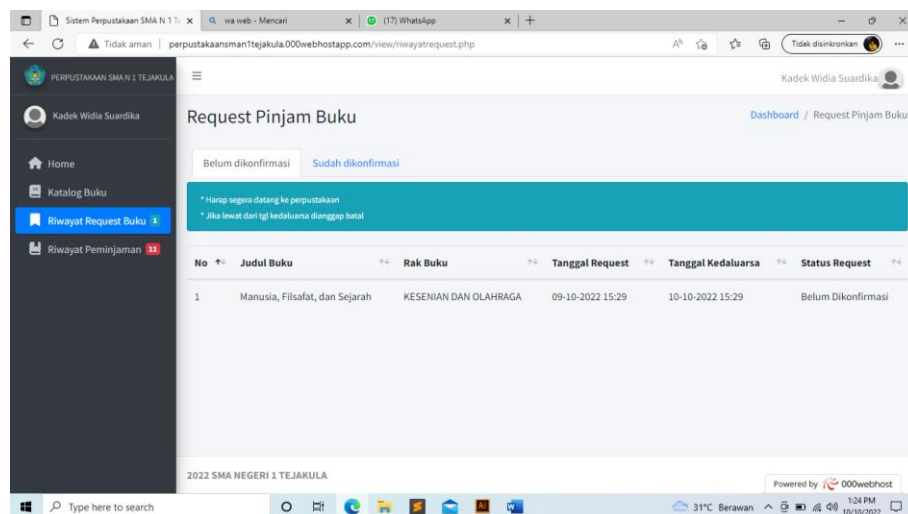 Sistem Perpustakaan SMA N 1 Te
wa web - Mencari
(17) WhatsApp
Tidak aman
perpustakaansman1tejakula.000webhostapp.com/view/riwayatrequest.php
Tidak disinkronkan
PERPUSTAKAAN SMA N 1 TEJAKULA
Kadek Widia Suardika
Kadek Widia Suardika
Request Pinjam Buku
Dashboard / Request Pinjam Buku
Home
Katalog Buku
Riwayat Request Buku 1
Riwayat Peminjaman 11
Belum dikonfirmasi
Sudah dikonfirmasi
* Harap segera datang ke perpustakaan
* Jika lewat dari tgl kedaluarsa dianggap batal
No Judul Buku Rak Buku Tanggal Request Tanggal Kedaluarsa Status Request
1 Manusia, Filsafat, dan Sejarah KESENIAN DAN OLAHRAGA 09-10-2022 15:29 10-10-2022 15:29 Belum Dikonfirmasi
2022 SMA NEGERI 1 TEJAKULA
Powered by 000webhost
Type here to search
31°C Berawan
1:24 PM
10/10/2022